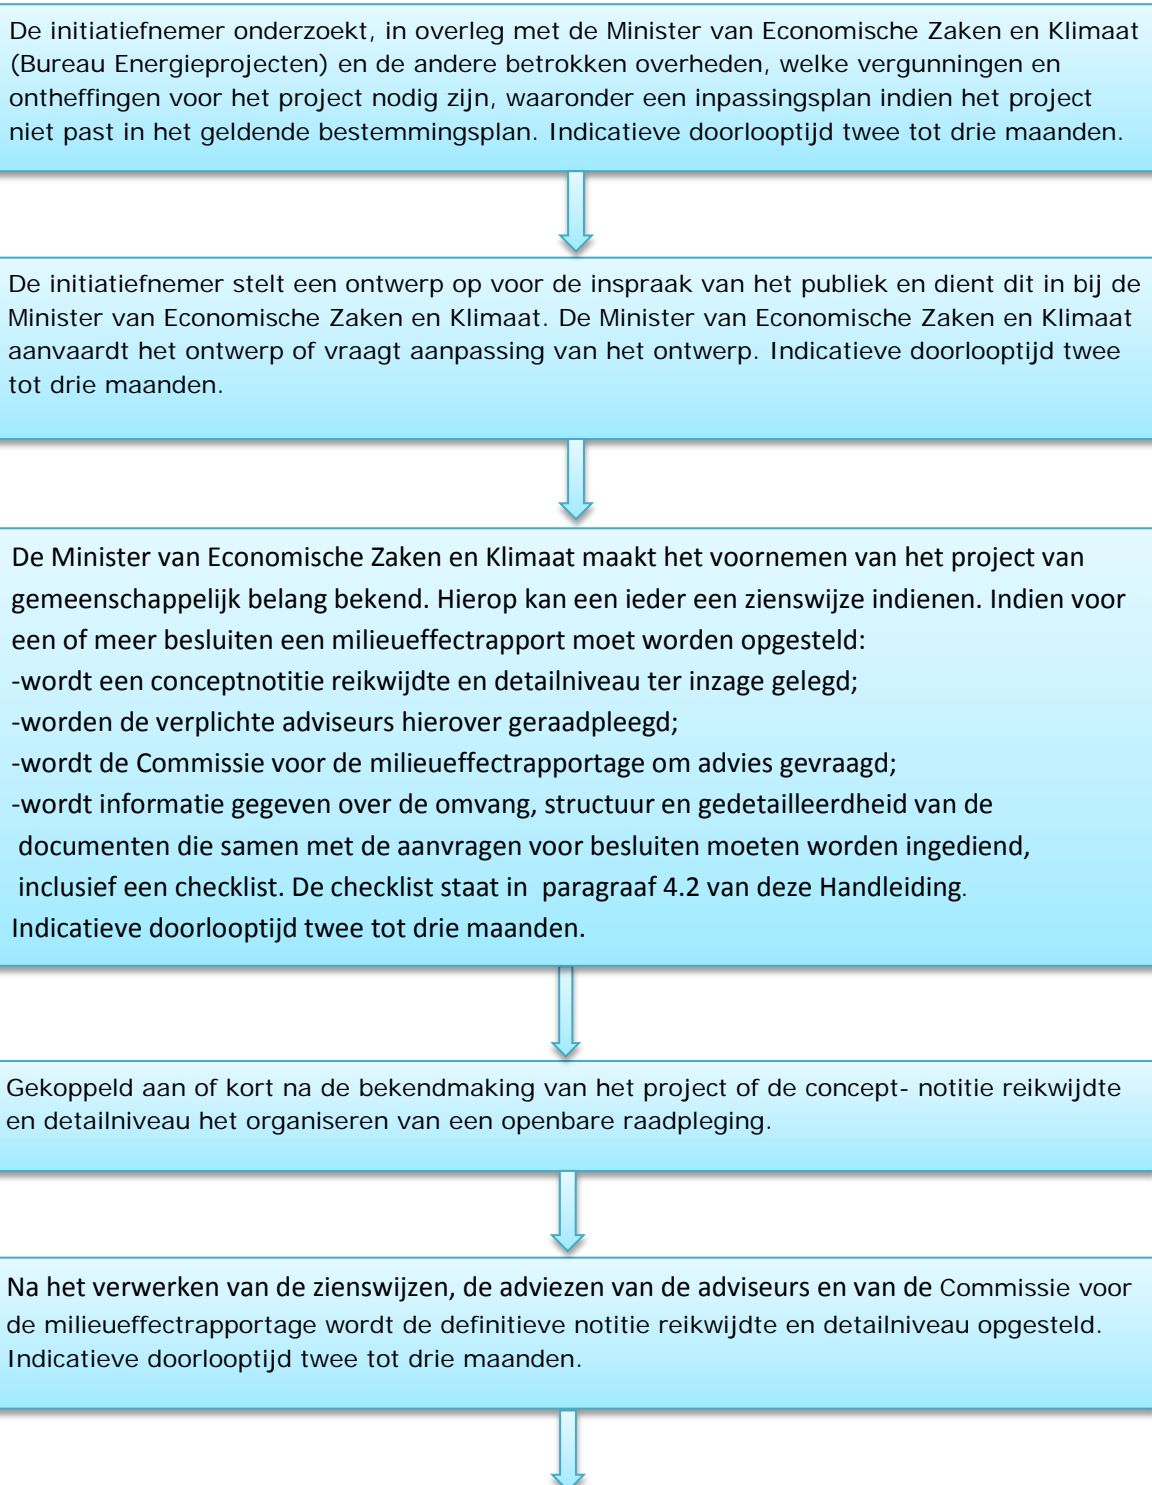 De initiatiefnemer onderzoekt, in overleg met de Minister van Economische Zaken en Klimaat
(Bureau Energieprojecten) en de andere betrokken overheden, welke vergunningen en
ontheffingen voor het project nodig zijn, waaronder een inpassingsplan indien het project
niet past in het geldende bestemmingsplan. Indicatieve doorlooptijd twee tot drie maanden.
De initiatiefnemer stelt een ontwerp op voor de inspraak van het publiek en dient dit in bij de
Minister van Economische Zaken en Klimaat. De Minister van Economische Zaken en Klimaat
aanvaardt het ontwerp of vraagt aanpassing van het ontwerp. Indicatieve doorlooptijd twee
tot drie maanden.
De Minister van Economische Zaken en Klimaat maakt het voornemen van het project van
gemeenschappelijk belang bekend. Hierop kan een ieder een zienswijze indienen. Indien voor
een of meer besluiten een milieueffectrapport moet worden opgesteld:
-wordt een conceptnotitie reikwijdte en detailniveau ter inzage gelegd;
-worden de verplichte adviseurs hierover geraadpleegd;
-wordt de Commissie voor de milieueffectrapportage om advies gevraagd;
-wordt informatie gegeven over de omvang, structuur en gedetailleerdheid van de
documenten die samen met de aanvragen voor besluiten moeten worden ingediend,
inclusief een checklist. De checklist staat in paragraaf 4.2 van deze Handleiding.
Indicatieve doorlooptijd twee tot drie maanden.
Gekoppeld aan of kort na de bekendmaking van het project of de concept- notitie reikwijdte
en detailniveau het organiseren van een openbare raadpleging.
Na het verwerken van de zienswijzen, de adviezen van de adviseurs en van de Commissie voor
de milieueffectrapportage wordt de definitieve notitie reikwijdte en detailniveau opgesteld.
Indicatieve doorlooptijd twee tot drie maanden.